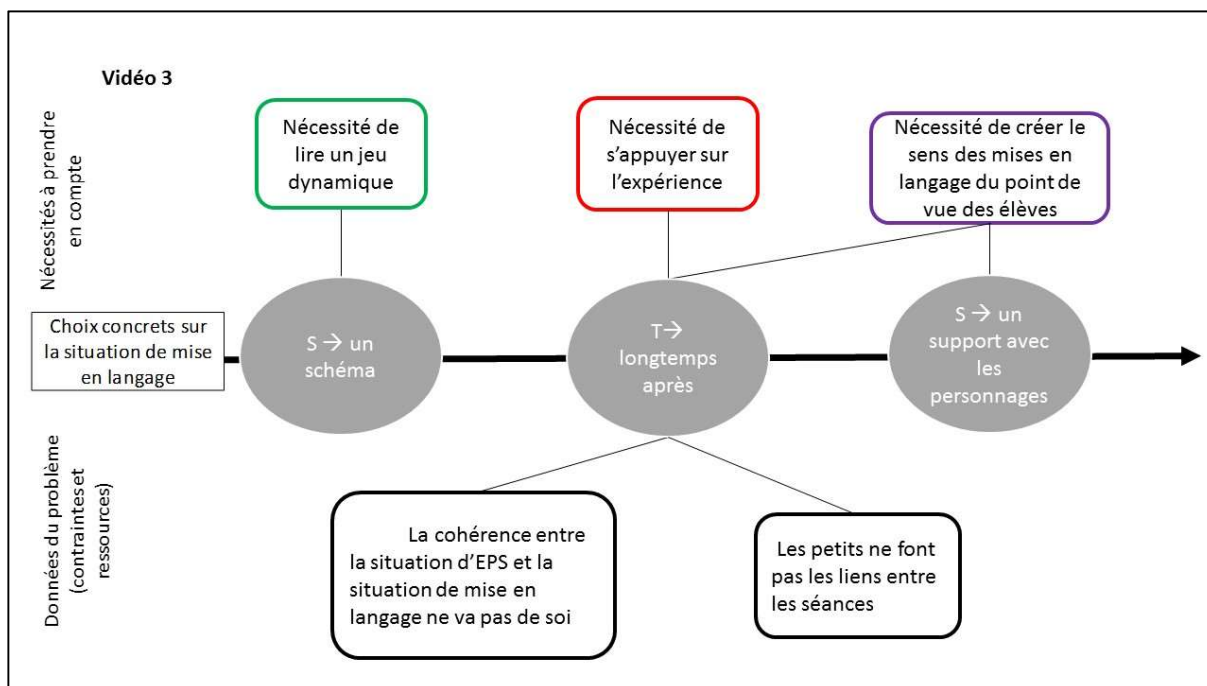 Vidéo 3
Nécessités à prendre
en compte
Nécessité de
lire un jeu
dynamique
Nécessité de
s'appuyer sur
l'expérience
Nécessité de créer le
sens des mises en
langage du point de
vue des élèves
Choix concrets sur
la situation de mise
en langage
S → un
schéma
T→
longtemps
après
S → un
support avec
les
personnages
Données du problème
(contraintes et
ressources)
La cohérence entre
la situation d'EPS et la
situation de mise en
langage ne va pas de soi
Les petits ne font
pas les liens entre
les séances